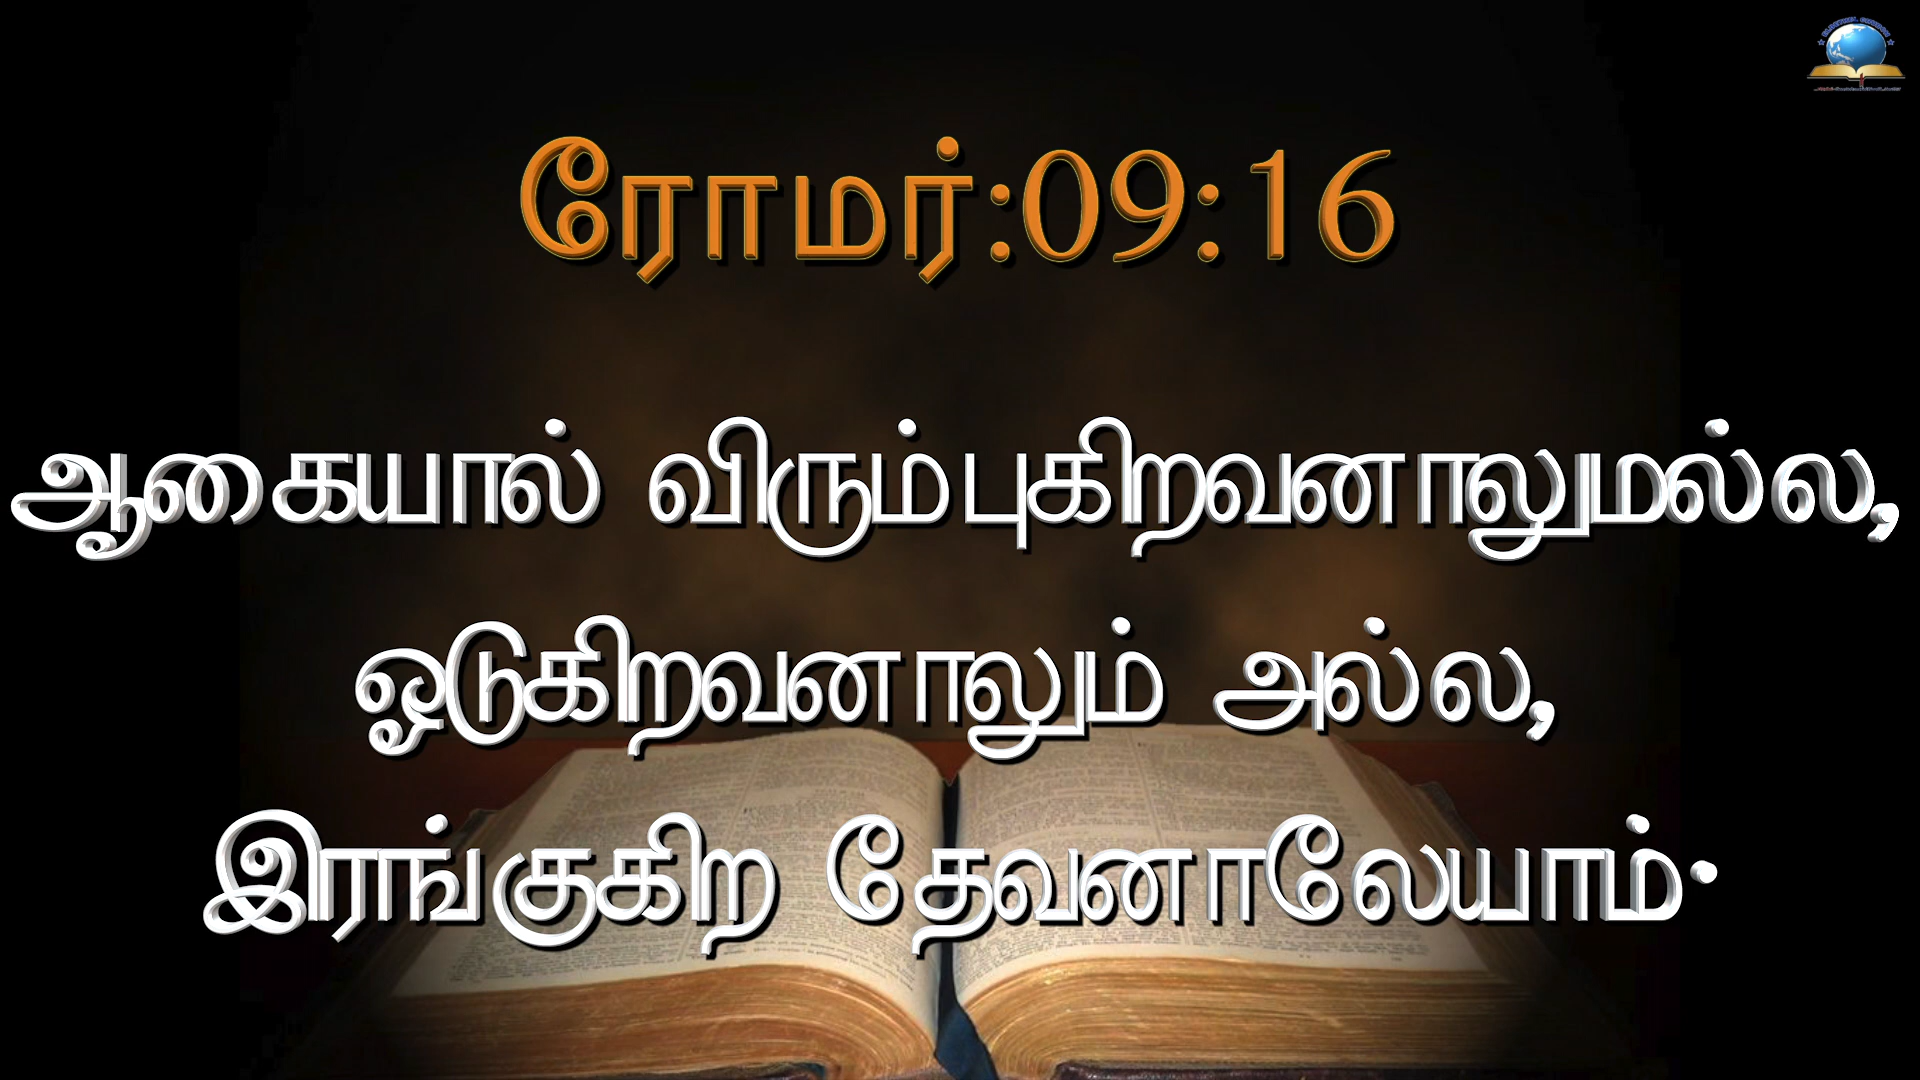 ரோமர்:09:16
ஆகையால் விரும்புகிறவனாலுமல்ல,
ஓடுகிறவனாலும் அல்ல,
இரங்குகிற தேவனாலேயாம்.